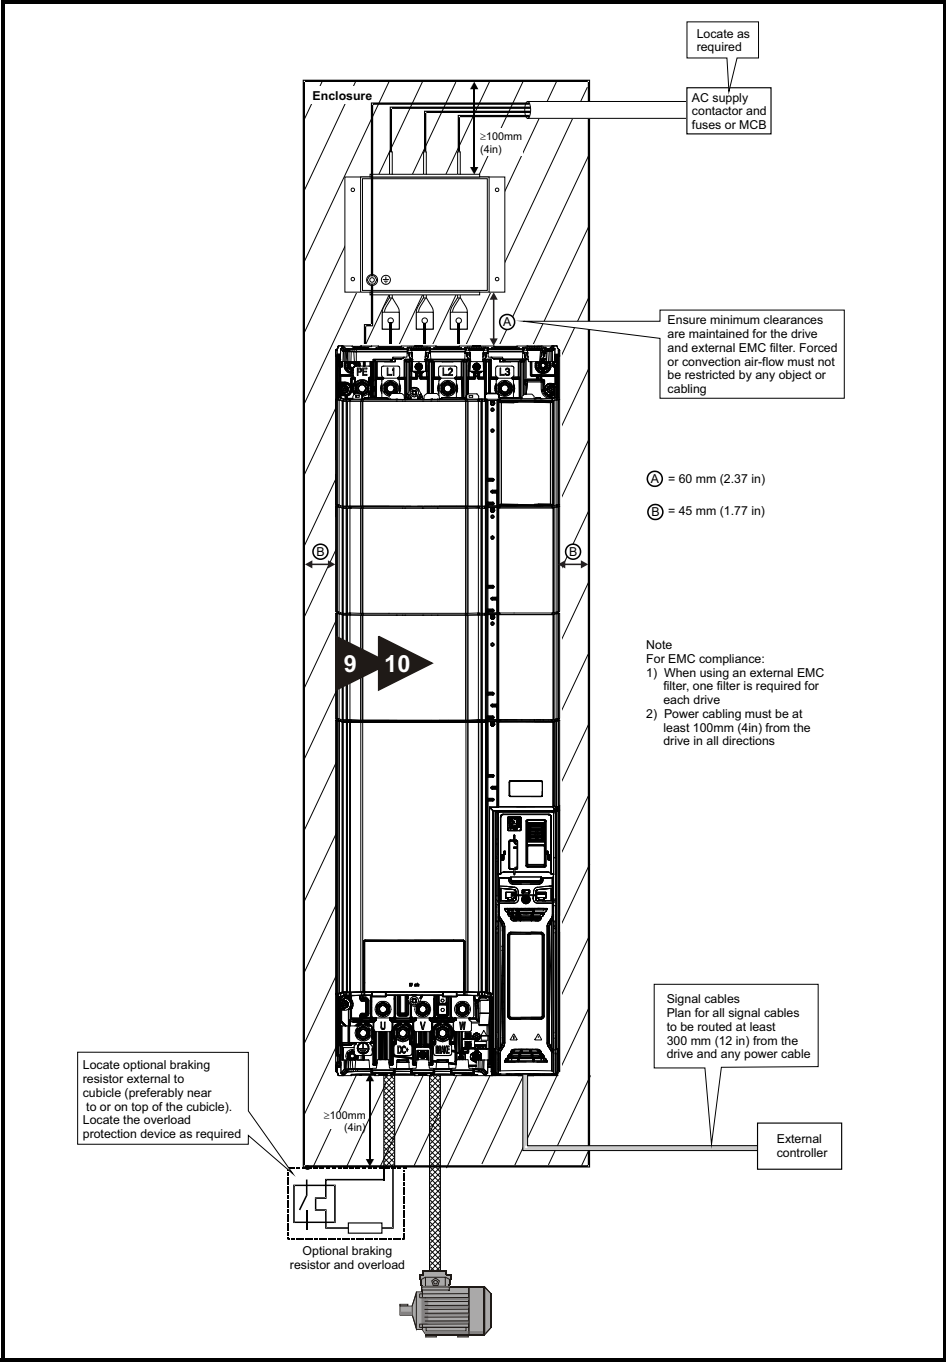 Locate as
required
Enclosure
AC supply
contactor and
fuses or MCB
≥100mm
(4in)
A
Ensure minimum clearances
are maintained for the drive
and external EMC filter. Forced
or convection air-flow must not
be restricted by any object or
cabling
PE L1 L2 L3
A = 60 mm (2.37 in)
B = 45 mm (1.77 in)
B B
9 10
Note
For EMC compliance:
1) When using an external EMC
filter, one filter is required for
each drive
2) Power cabling must be at
least 100mm (4in) from the
drive in all directions
Signal cables
Plan for all signal cables
to be routed at least
300 mm (12 in) from the
drive and any power cable
U V W
DC+ BRAKE
Locate optional braking
resistor external to
cubicle (preferably near
to or on top of the cubicle).
Locate the overload
protection device as required
≥100mm
(4in)
External
controller
Optional braking
resistor and overload